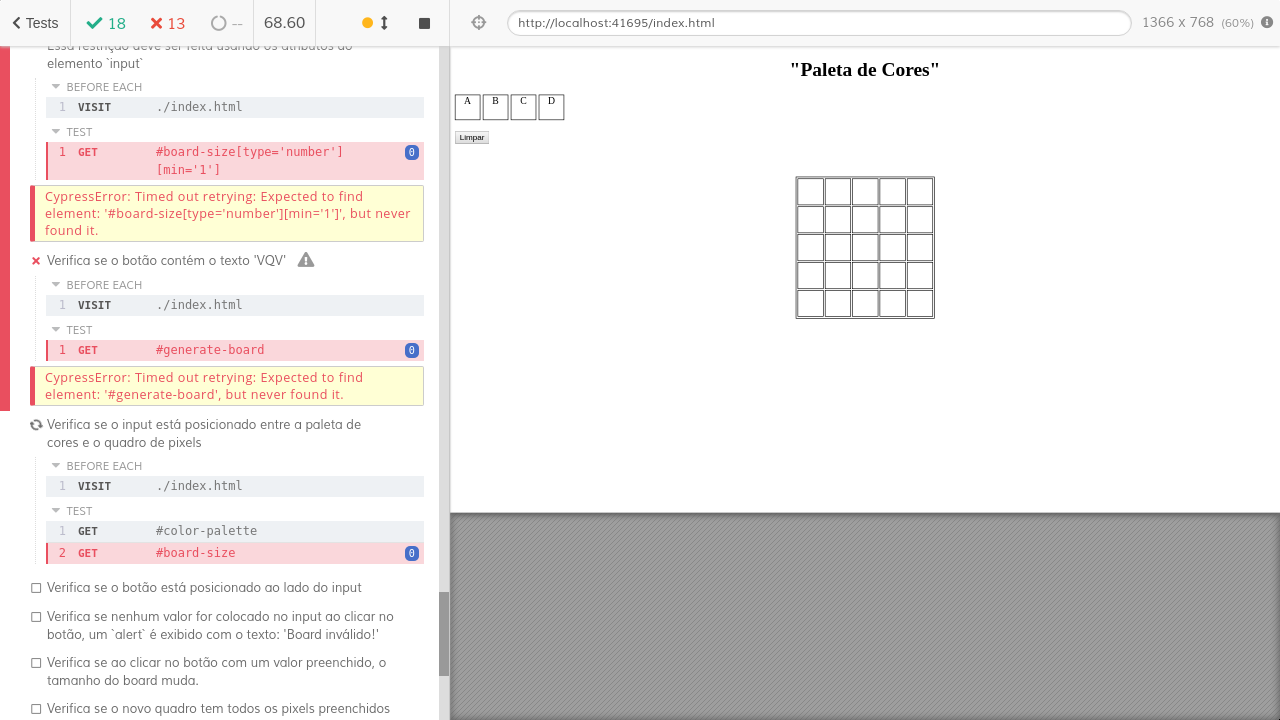 Tests 18 13 -- 68.60 http://localhost:41695/index.html 1366 x 768 (60%)
Essa restrição deve ser feita usando os atributos do
elemento `input`
BEFORE EACH
1 VISIT ./index.html
TEST
1 GET #board-size[type='number'] 0
[min='1']
CypressError: Timed out retrying: Expected to find
element: '#board-size[type='number'][min='1']', but never
found it.
Verifica se o botão contém o texto 'VQV'
BEFORE EACH
1 VISIT ./index.html
TEST
1 GET #generate-board 0
CypressError: Timed out retrying: Expected to find
element: '#generate-board', but never found it.
Verifica se o input está posicionado entre a paleta de
cores e o quadro de pixels
BEFORE EACH
1 VISIT ./index.html
TEST
1 GET #color-palette
2 GET #board-size 0
Verifica se o botão está posicionado ao lado do input
Verifica se nenhum valor for colocado no input ao clicar no
botão, um `alert` é exibido com o texto: 'Board inválido!'
Verifica se ao clicar no botão com um valor preenchido, o
tamanho do board muda.
Verifica se o novo quadro tem todos os pixels preenchidos
"Paleta de Cores"
A B C D
Limpar